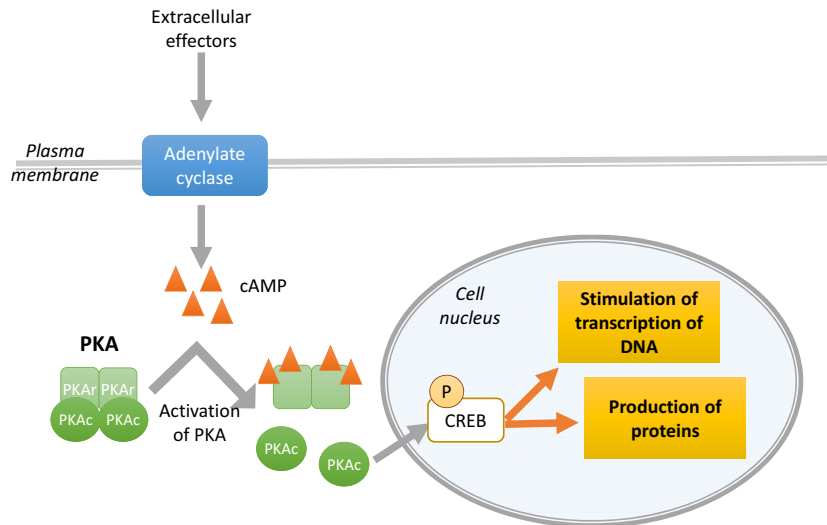 Extracellular
effectors
Plasma
membrane
Adenylate
cyclase
cAMP
PKA
PKAr PKAr
PKAc PKAc
Activation
of PKA
PKAc
PKAc
Cell
nucleus
P
CREB
Stimulation of
transcription of
DNA
Production of
proteins